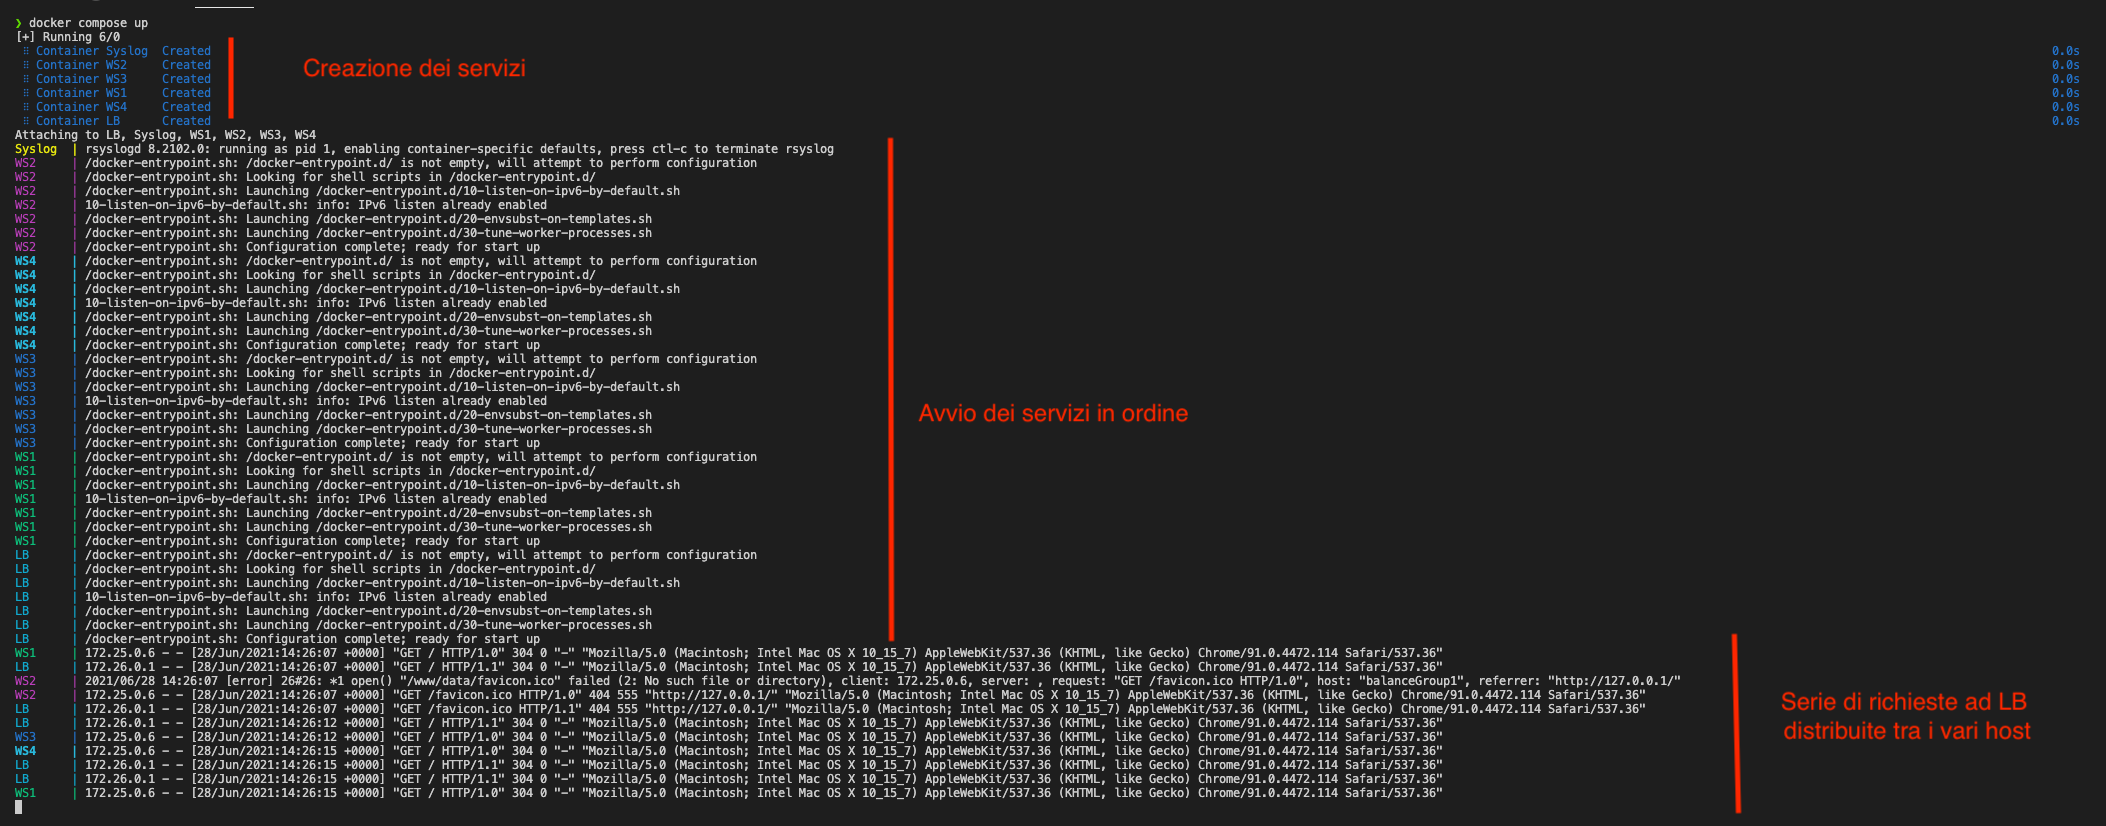 ❯ docker compose up
[+] Running 6/0
⠿ Container Syslog  Created 0.0s
⠿ Container WS2     Created 0.0s
⠿ Container WS3     Created 0.0s
⠿ Container WS1     Created 0.0s
⠿ Container WS4     Created 0.0s
⠿ Container LB      Created 0.0s
Creazione dei servizi
Attaching to LB, Syslog, WS1, WS2, WS3, WS4
Syslog  | rsyslogd 8.2102.0: running as pid 1, enabling container-specific defaults, press ctl-c to terminate rsyslog
WS2     | /docker-entrypoint.sh: /docker-entrypoint.d/ is not empty, will attempt to perform configuration
WS2     | /docker-entrypoint.sh: Looking for shell scripts in /docker-entrypoint.d/
WS2     | /docker-entrypoint.sh: Launching /docker-entrypoint.d/10-listen-on-ipv6-by-default.sh
WS2     | 10-listen-on-ipv6-by-default.sh: info: IPv6 listen already enabled
WS2     | /docker-entrypoint.sh: Launching /docker-entrypoint.d/20-envsubst-on-templates.sh
WS2     | /docker-entrypoint.sh: Launching /docker-entrypoint.d/30-tune-worker-processes.sh
WS2     | /docker-entrypoint.sh: Configuration complete; ready for start up
WS4     | /docker-entrypoint.sh: /docker-entrypoint.d/ is not empty, will attempt to perform configuration
WS4     | /docker-entrypoint.sh: Looking for shell scripts in /docker-entrypoint.d/
WS4     | /docker-entrypoint.sh: Launching /docker-entrypoint.d/10-listen-on-ipv6-by-default.sh
WS4     | 10-listen-on-ipv6-by-default.sh: info: IPv6 listen already enabled
WS4     | /docker-entrypoint.sh: Launching /docker-entrypoint.d/20-envsubst-on-templates.sh
WS4     | /docker-entrypoint.sh: Launching /docker-entrypoint.d/30-tune-worker-processes.sh
WS4     | /docker-entrypoint.sh: Configuration complete; ready for start up
WS3     | /docker-entrypoint.sh: /docker-entrypoint.d/ is not empty, will attempt to perform configuration
WS3     | /docker-entrypoint.sh: Looking for shell scripts in /docker-entrypoint.d/
WS3     | /docker-entrypoint.sh: Launching /docker-entrypoint.d/10-listen-on-ipv6-by-default.sh
WS3     | 10-listen-on-ipv6-by-default.sh: info: IPv6 listen already enabled
WS3     | /docker-entrypoint.sh: Launching /docker-entrypoint.d/20-envsubst-on-templates.sh
WS3     | /docker-entrypoint.sh: Launching /docker-entrypoint.d/30-tune-worker-processes.sh
WS3     | /docker-entrypoint.sh: Configuration complete; ready for start up
WS1     | /docker-entrypoint.sh: /docker-entrypoint.d/ is not empty, will attempt to perform configuration
WS1     | /docker-entrypoint.sh: Looking for shell scripts in /docker-entrypoint.d/
WS1     | /docker-entrypoint.sh: Launching /docker-entrypoint.d/10-listen-on-ipv6-by-default.sh
WS1     | 10-listen-on-ipv6-by-default.sh: info: IPv6 listen already enabled
WS1     | /docker-entrypoint.sh: Launching /docker-entrypoint.d/20-envsubst-on-templates.sh
WS1     | /docker-entrypoint.sh: Launching /docker-entrypoint.d/30-tune-worker-processes.sh
WS1     | /docker-entrypoint.sh: Configuration complete; ready for start up
LB      | /docker-entrypoint.sh: /docker-entrypoint.d/ is not empty, will attempt to perform configuration
LB      | /docker-entrypoint.sh: Looking for shell scripts in /docker-entrypoint.d/
LB      | /docker-entrypoint.sh: Launching /docker-entrypoint.d/10-listen-on-ipv6-by-default.sh
LB      | 10-listen-on-ipv6-by-default.sh: info: IPv6 listen already enabled
LB      | /docker-entrypoint.sh: Launching /docker-entrypoint.d/20-envsubst-on-templates.sh
LB      | /docker-entrypoint.sh: Launching /docker-entrypoint.d/30-tune-worker-processes.sh
LB      | /docker-entrypoint.sh: Configuration complete; ready for start up
Avvio dei servizi in ordine
WS1     | 172.25.0.6 - - [28/Jun/2021:14:26:07 +0000] "GET / HTTP/1.0" 304 0 "-" "Mozilla/5.0 (Macintosh; Intel Mac OS X 10_15_7) AppleWebKit/537.36 (KHTML, like Gecko) Chrome/91.0.4472.114 Safari/537.36"
LB      | 172.26.0.1 - - [28/Jun/2021:14:26:07 +0000] "GET / HTTP/1.1" 304 0 "-" "Mozilla/5.0 (Macintosh; Intel Mac OS X 10_15_7) AppleWebKit/537.36 (KHTML, like Gecko) Chrome/91.0.4472.114 Safari/537.36"
WS2     | 2021/06/28 14:26:07 [error] 26#26: *1 open() "/www/data/favicon.ico" failed (2: No such file or directory), client: 172.25.0.6, server: , request: "GET /favicon.ico HTTP/1.0", host: "balanceGroup1", referrer: "http://127.0.0.1/"
WS2     | 172.25.0.6 - - [28/Jun/2021:14:26:07 +0000] "GET /favicon.ico HTTP/1.0" 404 555 "http://127.0.0.1/" "Mozilla/5.0 (Macintosh; Intel Mac OS X 10_15_7) AppleWebKit/537.36 (KHTML, like Gecko) Chrome/91.0.4472.114 Safari/537.36"
LB      | 172.26.0.1 - - [28/Jun/2021:14:26:07 +0000] "GET /favicon.ico HTTP/1.1" 404 555 "http://127.0.0.1/" "Mozilla/5.0 (Macintosh; Intel Mac OS X 10_15_7) AppleWebKit/537.36 (KHTML, like Gecko) Chrome/91.0.4472.114 Safari/537.36"
LB      | 172.26.0.1 - - [28/Jun/2021:14:26:12 +0000] "GET / HTTP/1.1" 304 0 "-" "Mozilla/5.0 (Macintosh; Intel Mac OS X 10_15_7) AppleWebKit/537.36 (KHTML, like Gecko) Chrome/91.0.4472.114 Safari/537.36"
WS3     | 172.25.0.6 - - [28/Jun/2021:14:26:12 +0000] "GET / HTTP/1.0" 304 0 "-" "Mozilla/5.0 (Macintosh; Intel Mac OS X 10_15_7) AppleWebKit/537.36 (KHTML, like Gecko) Chrome/91.0.4472.114 Safari/537.36"
WS4     | 172.25.0.6 - - [28/Jun/2021:14:26:15 +0000] "GET / HTTP/1.0" 304 0 "-" "Mozilla/5.0 (Macintosh; Intel Mac OS X 10_15_7) AppleWebKit/537.36 (KHTML, like Gecko) Chrome/91.0.4472.114 Safari/537.36"
LB      | 172.26.0.1 - - [28/Jun/2021:14:26:15 +0000] "GET / HTTP/1.1" 304 0 "-" "Mozilla/5.0 (Macintosh; Intel Mac OS X 10_15_7) AppleWebKit/537.36 (KHTML, like Gecko) Chrome/91.0.4472.114 Safari/537.36"
LB      | 172.26.0.1 - - [28/Jun/2021:14:26:15 +0000] "GET / HTTP/1.1" 304 0 "-" "Mozilla/5.0 (Macintosh; Intel Mac OS X 10_15_7) AppleWebKit/537.36 (KHTML, like Gecko) Chrome/91.0.4472.114 Safari/537.36"
WS1     | 172.25.0.6 - - [28/Jun/2021:14:26:15 +0000] "GET / HTTP/1.0" 304 0 "-" "Mozilla/5.0 (Macintosh; Intel Mac OS X 10_15_7) AppleWebKit/537.36 (KHTML, like Gecko) Chrome/91.0.4472.114 Safari/537.36"
Serie di richieste ad LB
distribuite tra i vari host